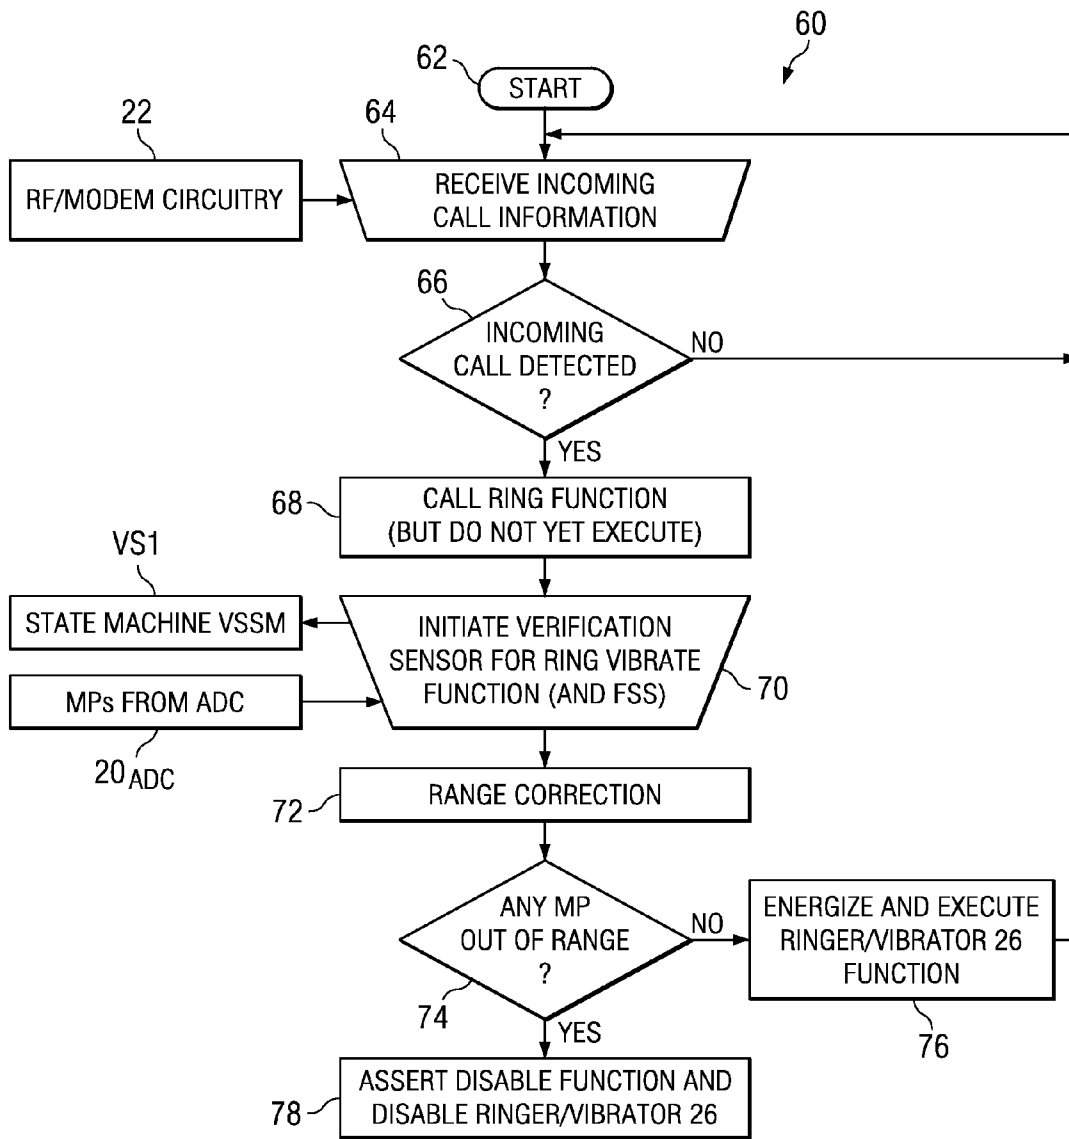 60
62
START
22
64
RF/MODEM CIRCUITRY
RECEIVE INCOMING
CALL INFORMATION
66
INCOMING
CALL DETECTED
?
NO
YES
68
CALL RING FUNCTION
(BUT DO NOT YET EXECUTE)
VS1
STATE MACHINE VSSM
INITIATE VERIFICATION
SENSOR FOR RING VIBRATE
FUNCTION (AND FSS)
70
MPs FROM ADC
20ADC
72
RANGE CORRECTION
ANY MP
OUT OF RANGE
?
NO
74
YES
ENERGIZE AND EXECUTE
RINGER/VIBRATOR 26
FUNCTION
76
78
ASSERT DISABLE FUNCTION AND
DISABLE RINGER/VIBRATOR 26